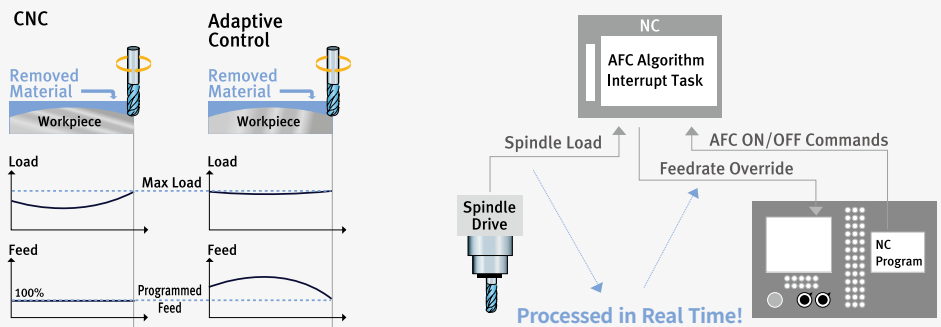 CNC
Adaptive
Control
Removed
Material
Workpiece
Removed
Material
Workpiece
Load
Max Load
Load
Feed
100%
Programmed
Feed
Feed
NC
AFC Algorithm
Interrupt Task
Spindle Load
AFC ON/OFF Commands
Feedrate Override
Spindle
Drive
NC
Program
Processed in Real Time!